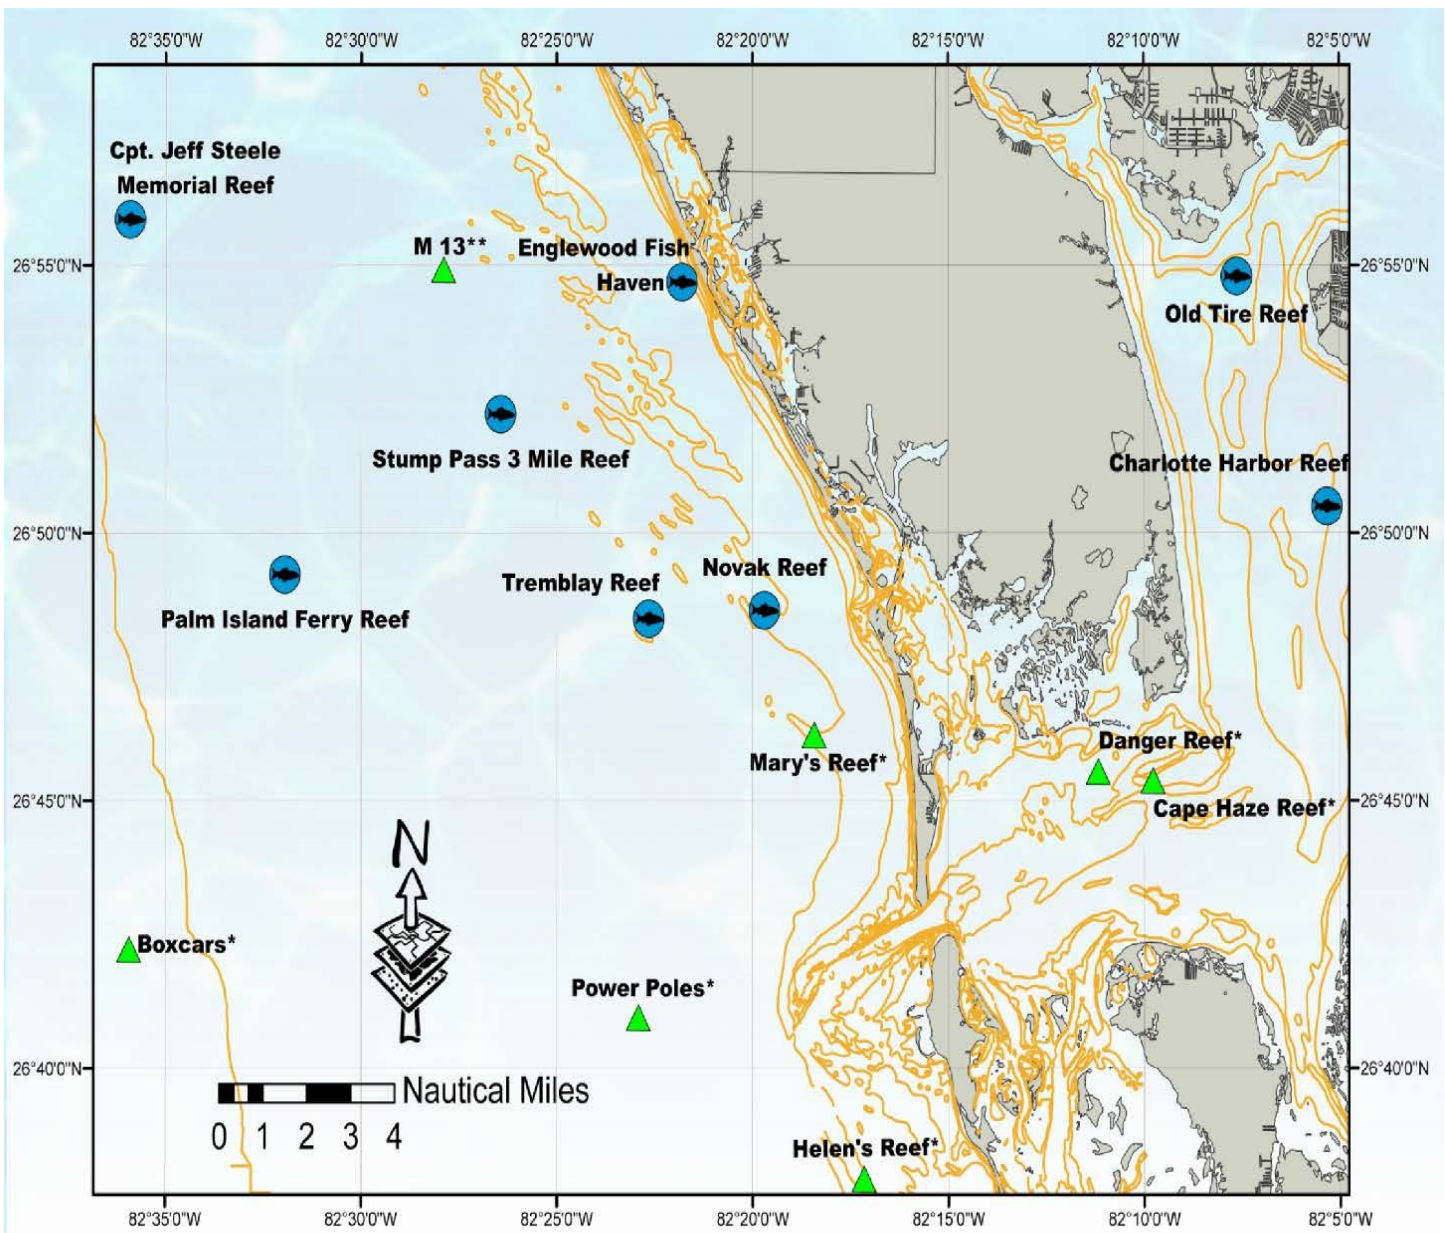 82°35'0"W 82°30'0"W 82°25'0"W 82°20'0"W 82°15'0"W 82°10'0"W 82°5'0"W
Cpt. Jeff Steele
Memorial Reef
M 13**
Englewood Fish
Haven
26°55'0"N
26°55'0"N
Old Tire Reef
Stump Pass 3 Mile Reef
Charlotte Harbor Reef
26°50'0"N
26°50'0"N
Novak Reef
Tremblay Reef
Palm Island Ferry Reef
Danger Reef*
Mary's Reef*
26°45'0"N
26°45'0"N
Cape Haze Reef*
N
Boxcars*
Power Poles*
26°40'0"N
26°40'0"N
Nautical Miles
0 1 2 3 4
Helen's Reef*
82°35'0"W 82°30'0"W 82°25'0"W 82°20'0"W 82°15'0"W 82°10'0"W 82°5'0"W